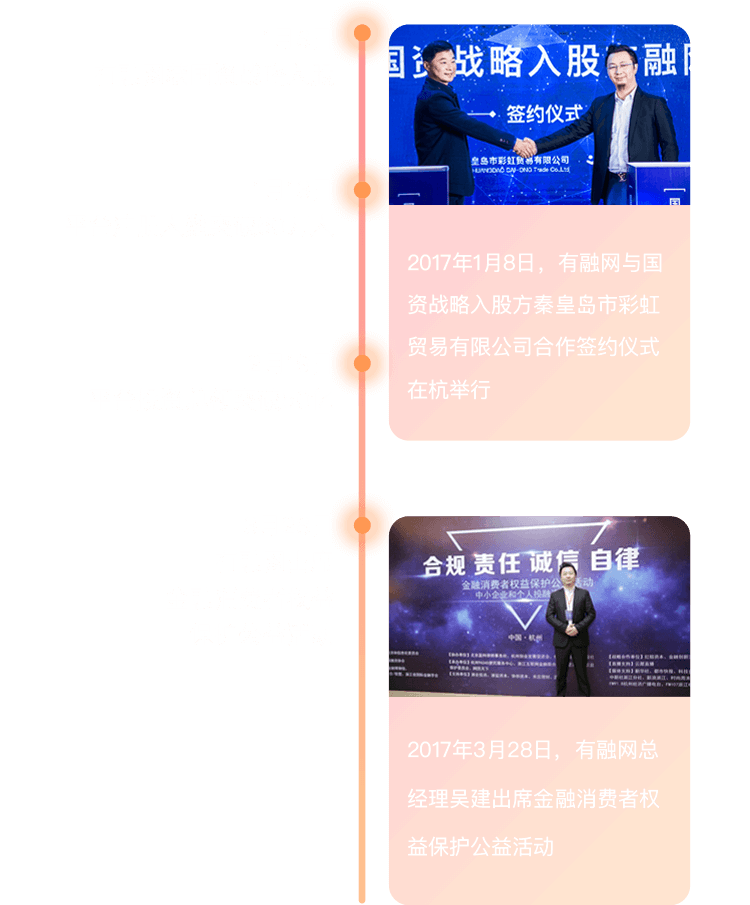 国资战略入股有融网
签约仪式
皇岛市彩虹贸易有限公司
2017年1月8日，有融网与国
资战略入股方秦皇岛市彩虹
贸易有限公司合作签约仪式
在杭举行
合规 责任 诚信 自律
金融消费者权益保护公 活动
中小企业和个人投融
中国·杭州
2017年3月28日，有融网总
经理吴建出席金融消费者权
益保护公益活动